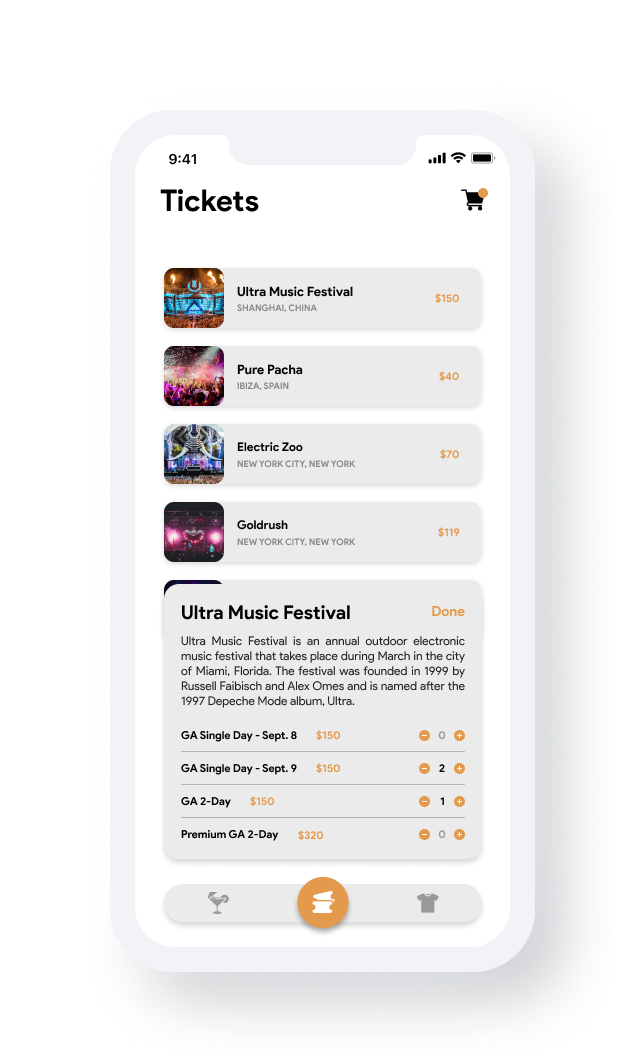 9:41
Tickets
Ultra Music Festival
$150
SHANGHAI, CHINA
Pure Pacha
$40
IBIZA, SPAIN
Electric Zoo
$70
NEW YORK CITY, NEW YORK
Goldrush
$119
NEW YORK CITY, NEW YORK
Ultra Music Festival Done
Ultra Music Festival is an annual outdoor electronic
music festival that takes place during March in the city
of Miami, Florida. The festival was founded in 1999 by
Russell Faibisch and Alex Omes and is named after the
1997 Depeche Mode album, Ultra.
GA Single Day - Sept. 8 $150 - 0 +
GA Single Day - Sept. 9 $150 - 2 +
GA 2-Day $150 - 1 +
Premium GA 2-Day $320 - 0 +